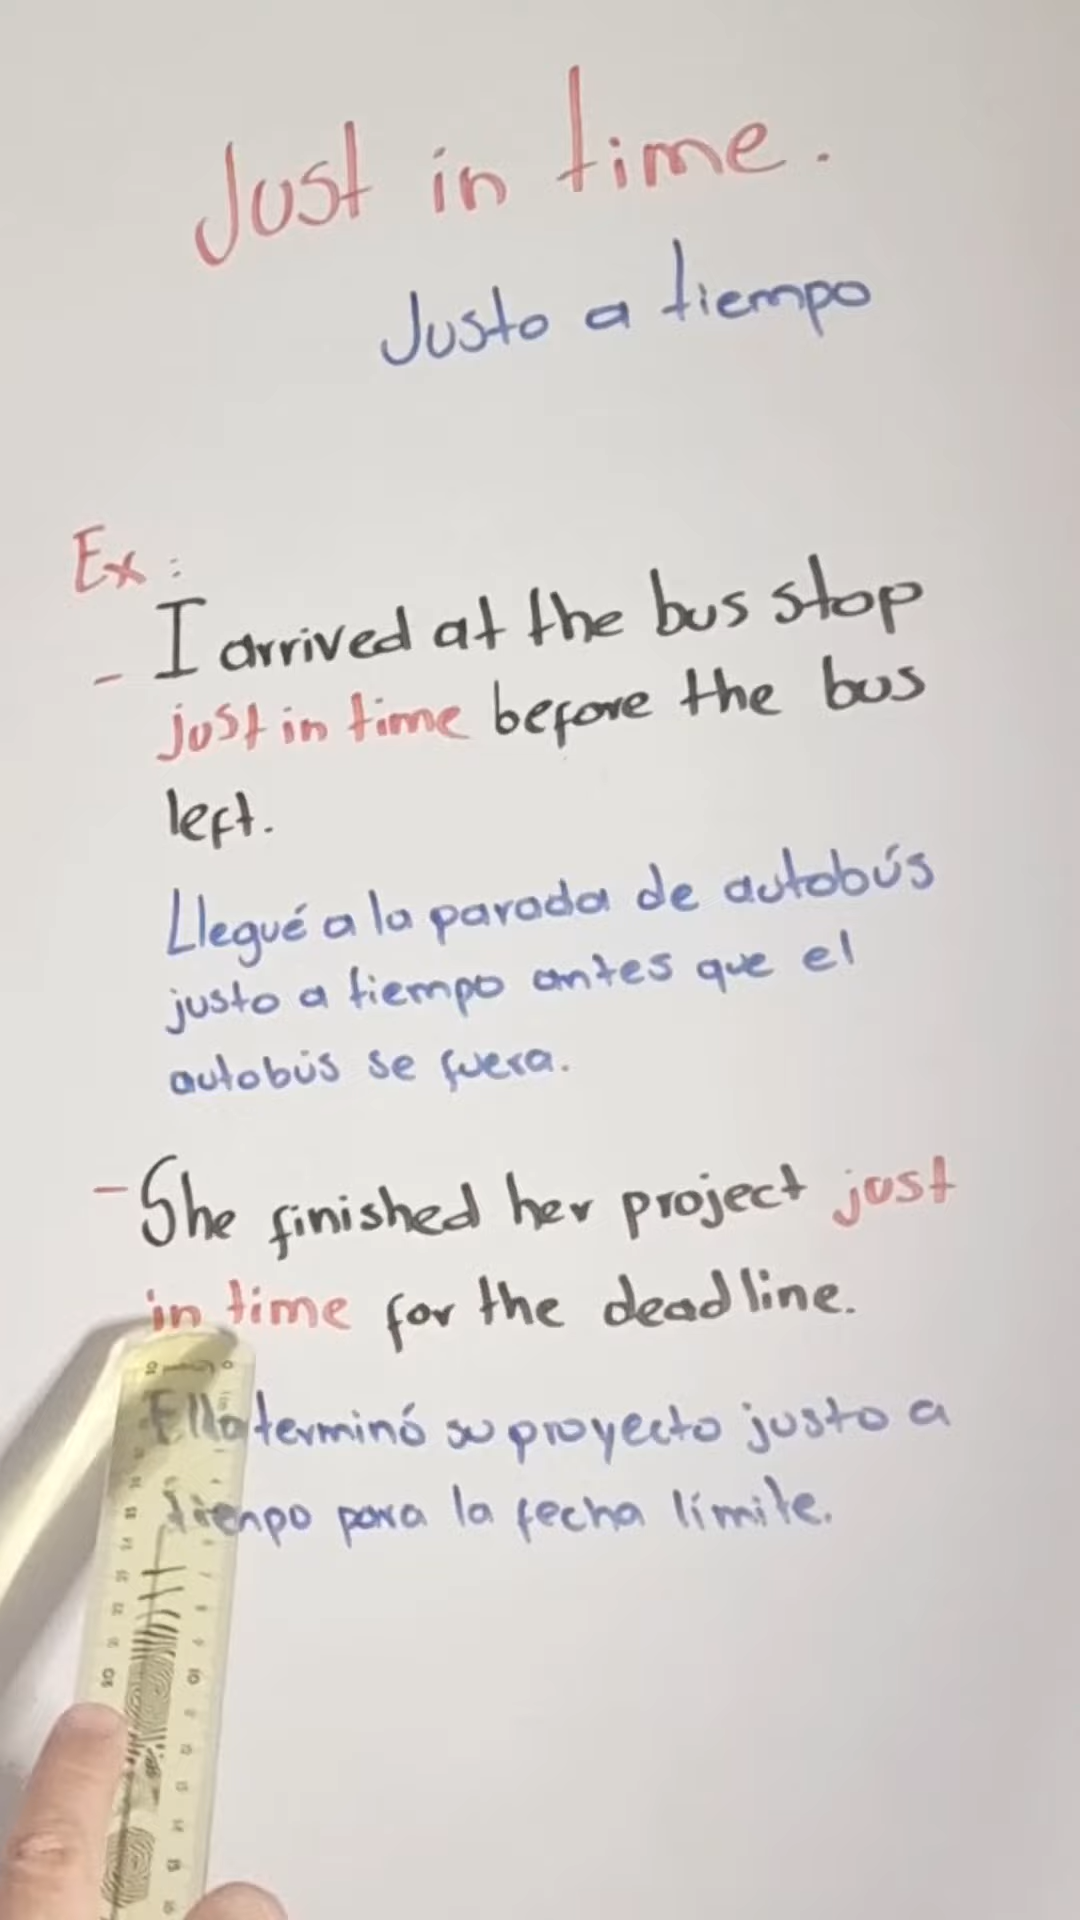 Just in time.
Justo a tiempo
Ex:
- I arrived at the bus stop
just in time before the bus
left.
Llegué a la parada de autobús
justo a tiempo antes que el
autobús se fuera.
- She finished her project just
in time for the deadline.
Ella terminó su proyecto justo a
tienpo para la fecha límite.